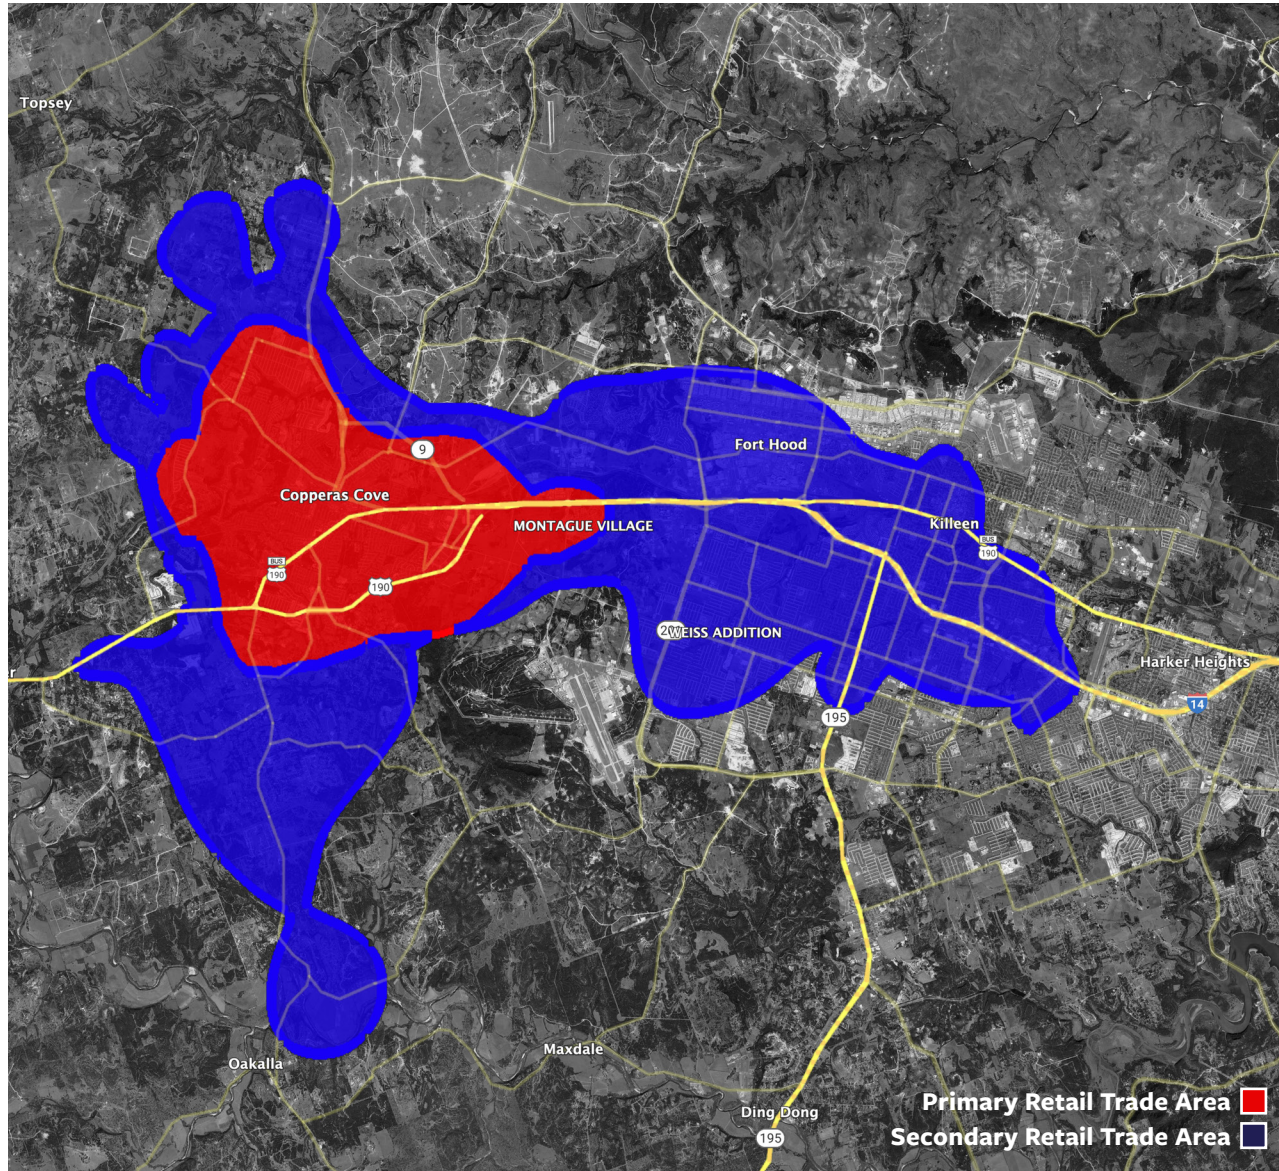 Topsey
9
Fort Hood
Copperas Cove
MONTAGUE VILLAGE
Killeen
BUS
190
BUS
190
190
WEISS ADDITION
Harker Heights
r
14
195
Maxdale
Oakalla
Ding Dong
195
Primary Retail Trade Area
Secondary Retail Trade Area